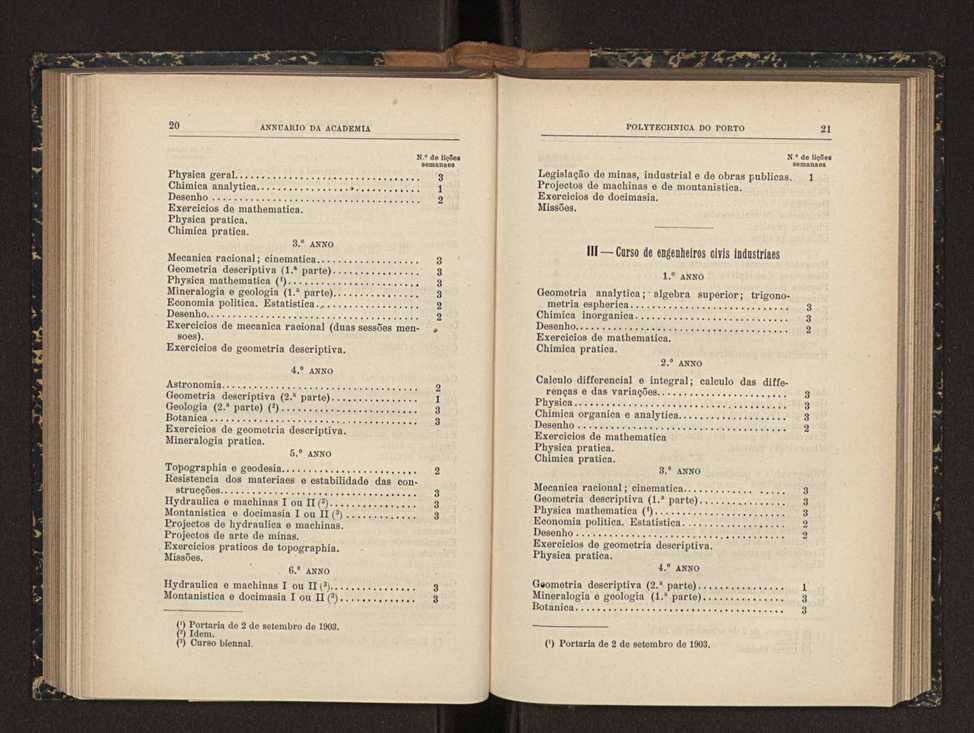 20
ANNUARIO DA ACADEMIA
N.º de lições
semanaes
Physica geral........................ 3
Chimica analytica........................ 1
Desenho........................ 2
Exercicios de mathematica.
Physica pratica.
Chimica pratica.
3.º ANNO
Mecanica racional; cinematica........................ 3
Geometria descriptiva (1.ª parte)........................ 3
Physica mathematica (¹)........................ 3
Mineralogia e geologia (1.ª parte)........................ 3
Economia politica. Estatistica........................ 2
Desenho........................ 2
Exercicios de mecanica racional (duas sessões men-
soes).
Exercicios de geometria descriptiva.
4.º ANNO
Astronomia........................ 2
Geometria descriptiva (2.ª parte)........................ 1
Geologia (2.ª parte) (²)........................ 3
Botanica........................ 3
Exercicios de geometria descriptiva.
Mineralogia pratica.
5.º ANNO
Topographia e geodesia........................ 2
Resistencia dos materiaes e estabilidade das con-
strucções........................ 3
Hydraulica e machinas I ou II (³)........................ 3
Montanistica e docimasia I ou II (³)........................ 3
Projectos de hydraulica e machinas.
Projectos de arte de minas.
Exercicios praticos de topographia.
Missões.
6.º ANNO
Hydraulica e machinas I ou II (³)........................ 3
Montanistica e docimasia I ou II (³)........................ 3
(¹) Portaria de 2 de setembro de 1903.
(²) Idem.
(³) Curso biennal.
POLYTECHNICA DO PORTO
21
N.º de lições
semanaes
Legislação de minas, industrial e de obras publicas. 1
Projectos de machinas e de montanistica.
Exercicios de docimasia.
Missões.
III — Curso de engenheiros civis industriaes
1.º ANNO
Geometria analytica; algebra superior; trigono-
metria espherica........................ 3
Chimica inorganica........................ 3
Desenho........................ 2
Exercicios de mathematica.
Chimica pratica.
2.º ANNO
Calculo differencial e integral; calculo das diffe-
renças e das variações........................ 3
Physica........................ 3
Chimica organica e analytica........................ 3
Desenho........................ 2
Exercicios de mathematica
Physica pratica.
Chimica pratica.
3.º ANNO
Mecanica racional; cinematica........................ 3
Geometria descriptiva (1.ª parte)........................ 3
Physica mathematica (¹)........................ 3
Economia politica. Estatistica........................ 2
Desenho........................ 2
Exercicios de geometria descriptiva.
Physica pratica.
4.º ANNO
Geometria descriptiva (2.ª parte)........................ 1
Mineralogia e geologia (1.ª parte)........................ 3
Botanica........................ 3
(¹) Portaria de 2 de setembro de 1903.